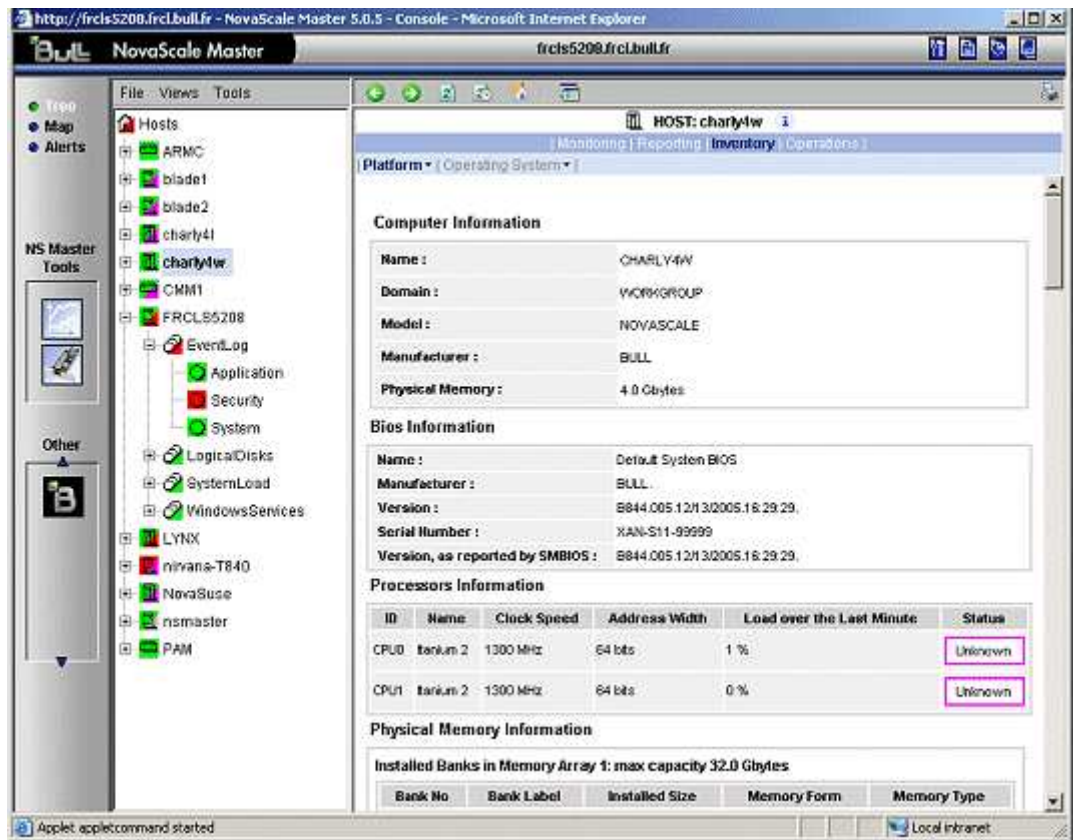 http://frcls5208.frcl.bull.fr - NovaScale Master 5.0.5 - Console - Microsoft Internet Explorer
Bull NovaScale Master frcls5208.frcl.bull.fr
Tree
Map
Alerts
NS Master
Tools
Other
B
File Views Tools
Hosts
ARMC
blade1
blade2
charly4l
charly4w
CMM1
FRCLS5208
EventLog
Application
Security
System
LogicalDisks
SystemLoad
WindowsServices
LYNX
nirvana-T840
NovaSuse
nsmaster
PAM
HOST: charly4w i
| Monitoring | Reporting | Inventory | Operations |
| Platform | Operating System |
Computer Information
Name : CHARLY4W
Domain : WORKGROUP
Model : NOVASCALE
Manufacturer : BULL
Physical Memory : 4.0 Gbytes
Bios Information
Name : Default System BIOS
Manufacturer : BULL.
Version : B844.005.12/13/2005.16:29:29.
Serial Number : XAN-S11-99999
Version, as reported by SMBIOS : B844.005.12/13/2005.16:29:29.
Processors Information
ID Name Clock Speed Address Width Load over the Last Minute Status
CPU0 Itanium 2 1300 MHz 64 bits 1 % Unknown
CPU1 Itanium 2 1300 MHz 64 bits 0 % Unknown
Physical Memory Information
Installed Banks in Memory Array 1: max capacity 32.0 Gbytes
Bank No Bank Label Installed Size Memory Form Memory Type
Applet appletcommand started
Local intranet